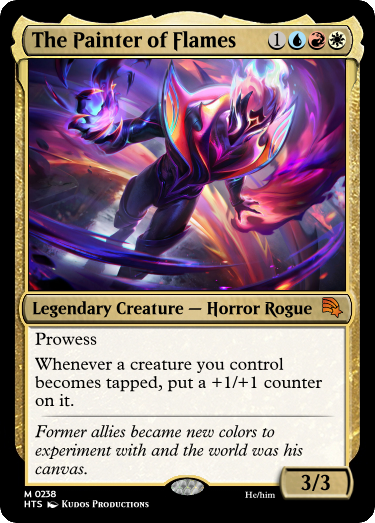 The Painter of Flames 1
Legendary Creature — Horror Rogue
Prowess
Whenever a creature you control
becomes tapped, put a +1/+1 counter
on it.
Former allies became new colors to
experiment with and the world was his
canvas.
3/3
M 0238
HTS Kudos Productions
He/him